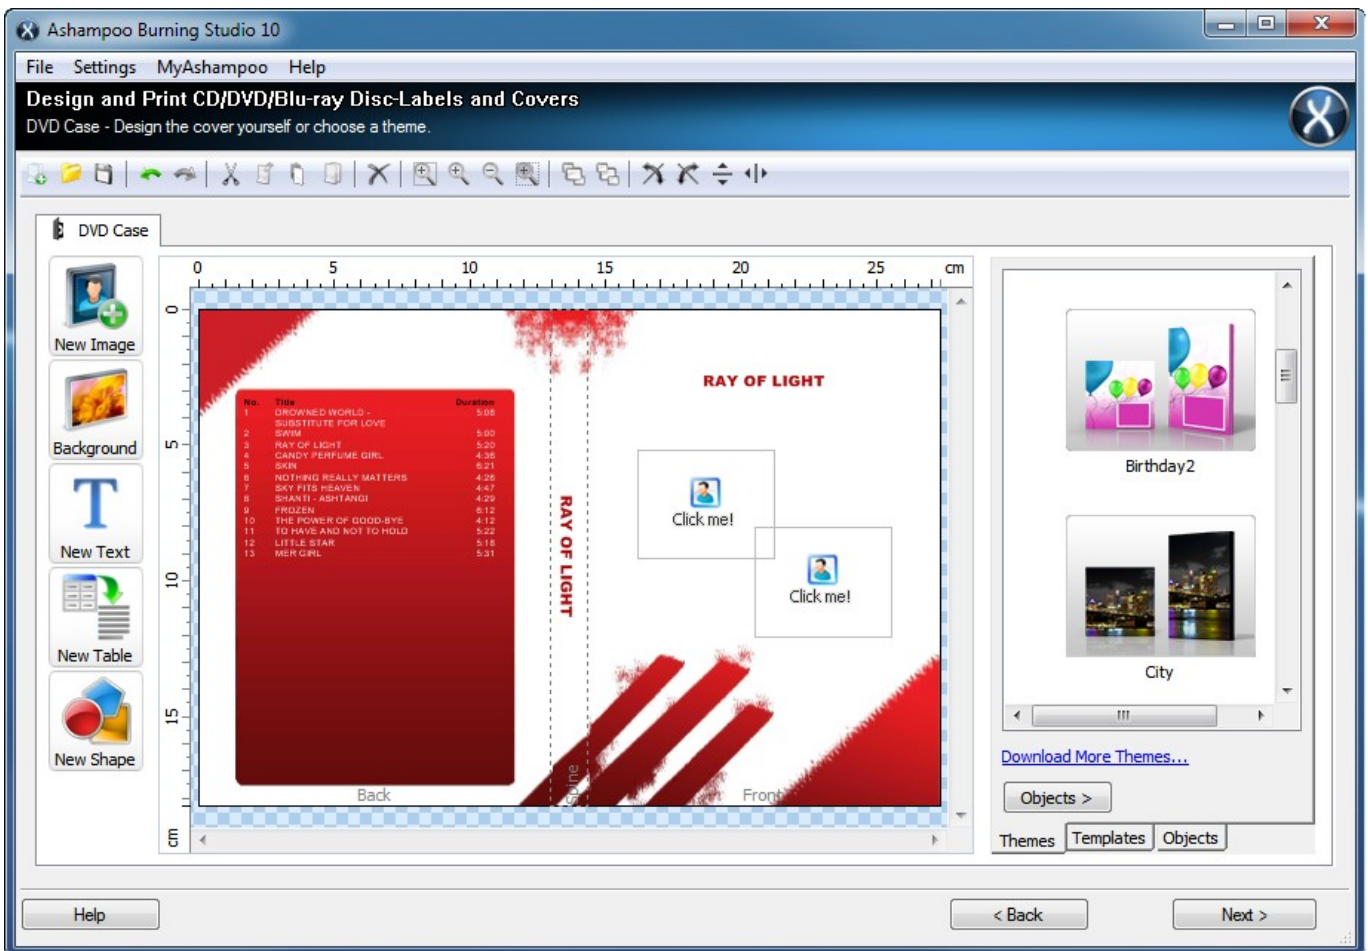 Ashampoo Burning Studio 10
File Settings MyAshampoo Help
Design and Print CD/DVD/Blu-ray Disc-Labels and Covers
DVD Case - Design the cover yourself or choose a theme.
DVD Case
New Image
Background
New Text
New Table
New Shape
0 5 10 15 20 25 cm
0
5
10
15
cm
No. Title Duration
1 DROWNED WORLD - 5:08
SUBSTITUTE FOR LOVE
2 SWIM 5:00
3 RAY OF LIGHT 5:20
4 CANDY PERFUME GIRL 4:36
5 SKIN 6:21
6 NOTHING REALLY MATTERS 4:26
7 SKY FITS HEAVEN 4:47
8 SHANTI - ASHTANGI 4:29
9 FROZEN 6:12
10 THE POWER OF GOOD-BYE 4:12
11 TO HAVE AND NOT TO HOLD 5:22
12 LITTLE STAR 5:18
13 MER GIRL 5:31
Back
RAY OF LIGHT
Spine
RAY OF LIGHT
Click me!
Click me!
Front
Birthday2
City
Download More Themes...
Objects >
Themes Templates Objects
Help
< Back Next >